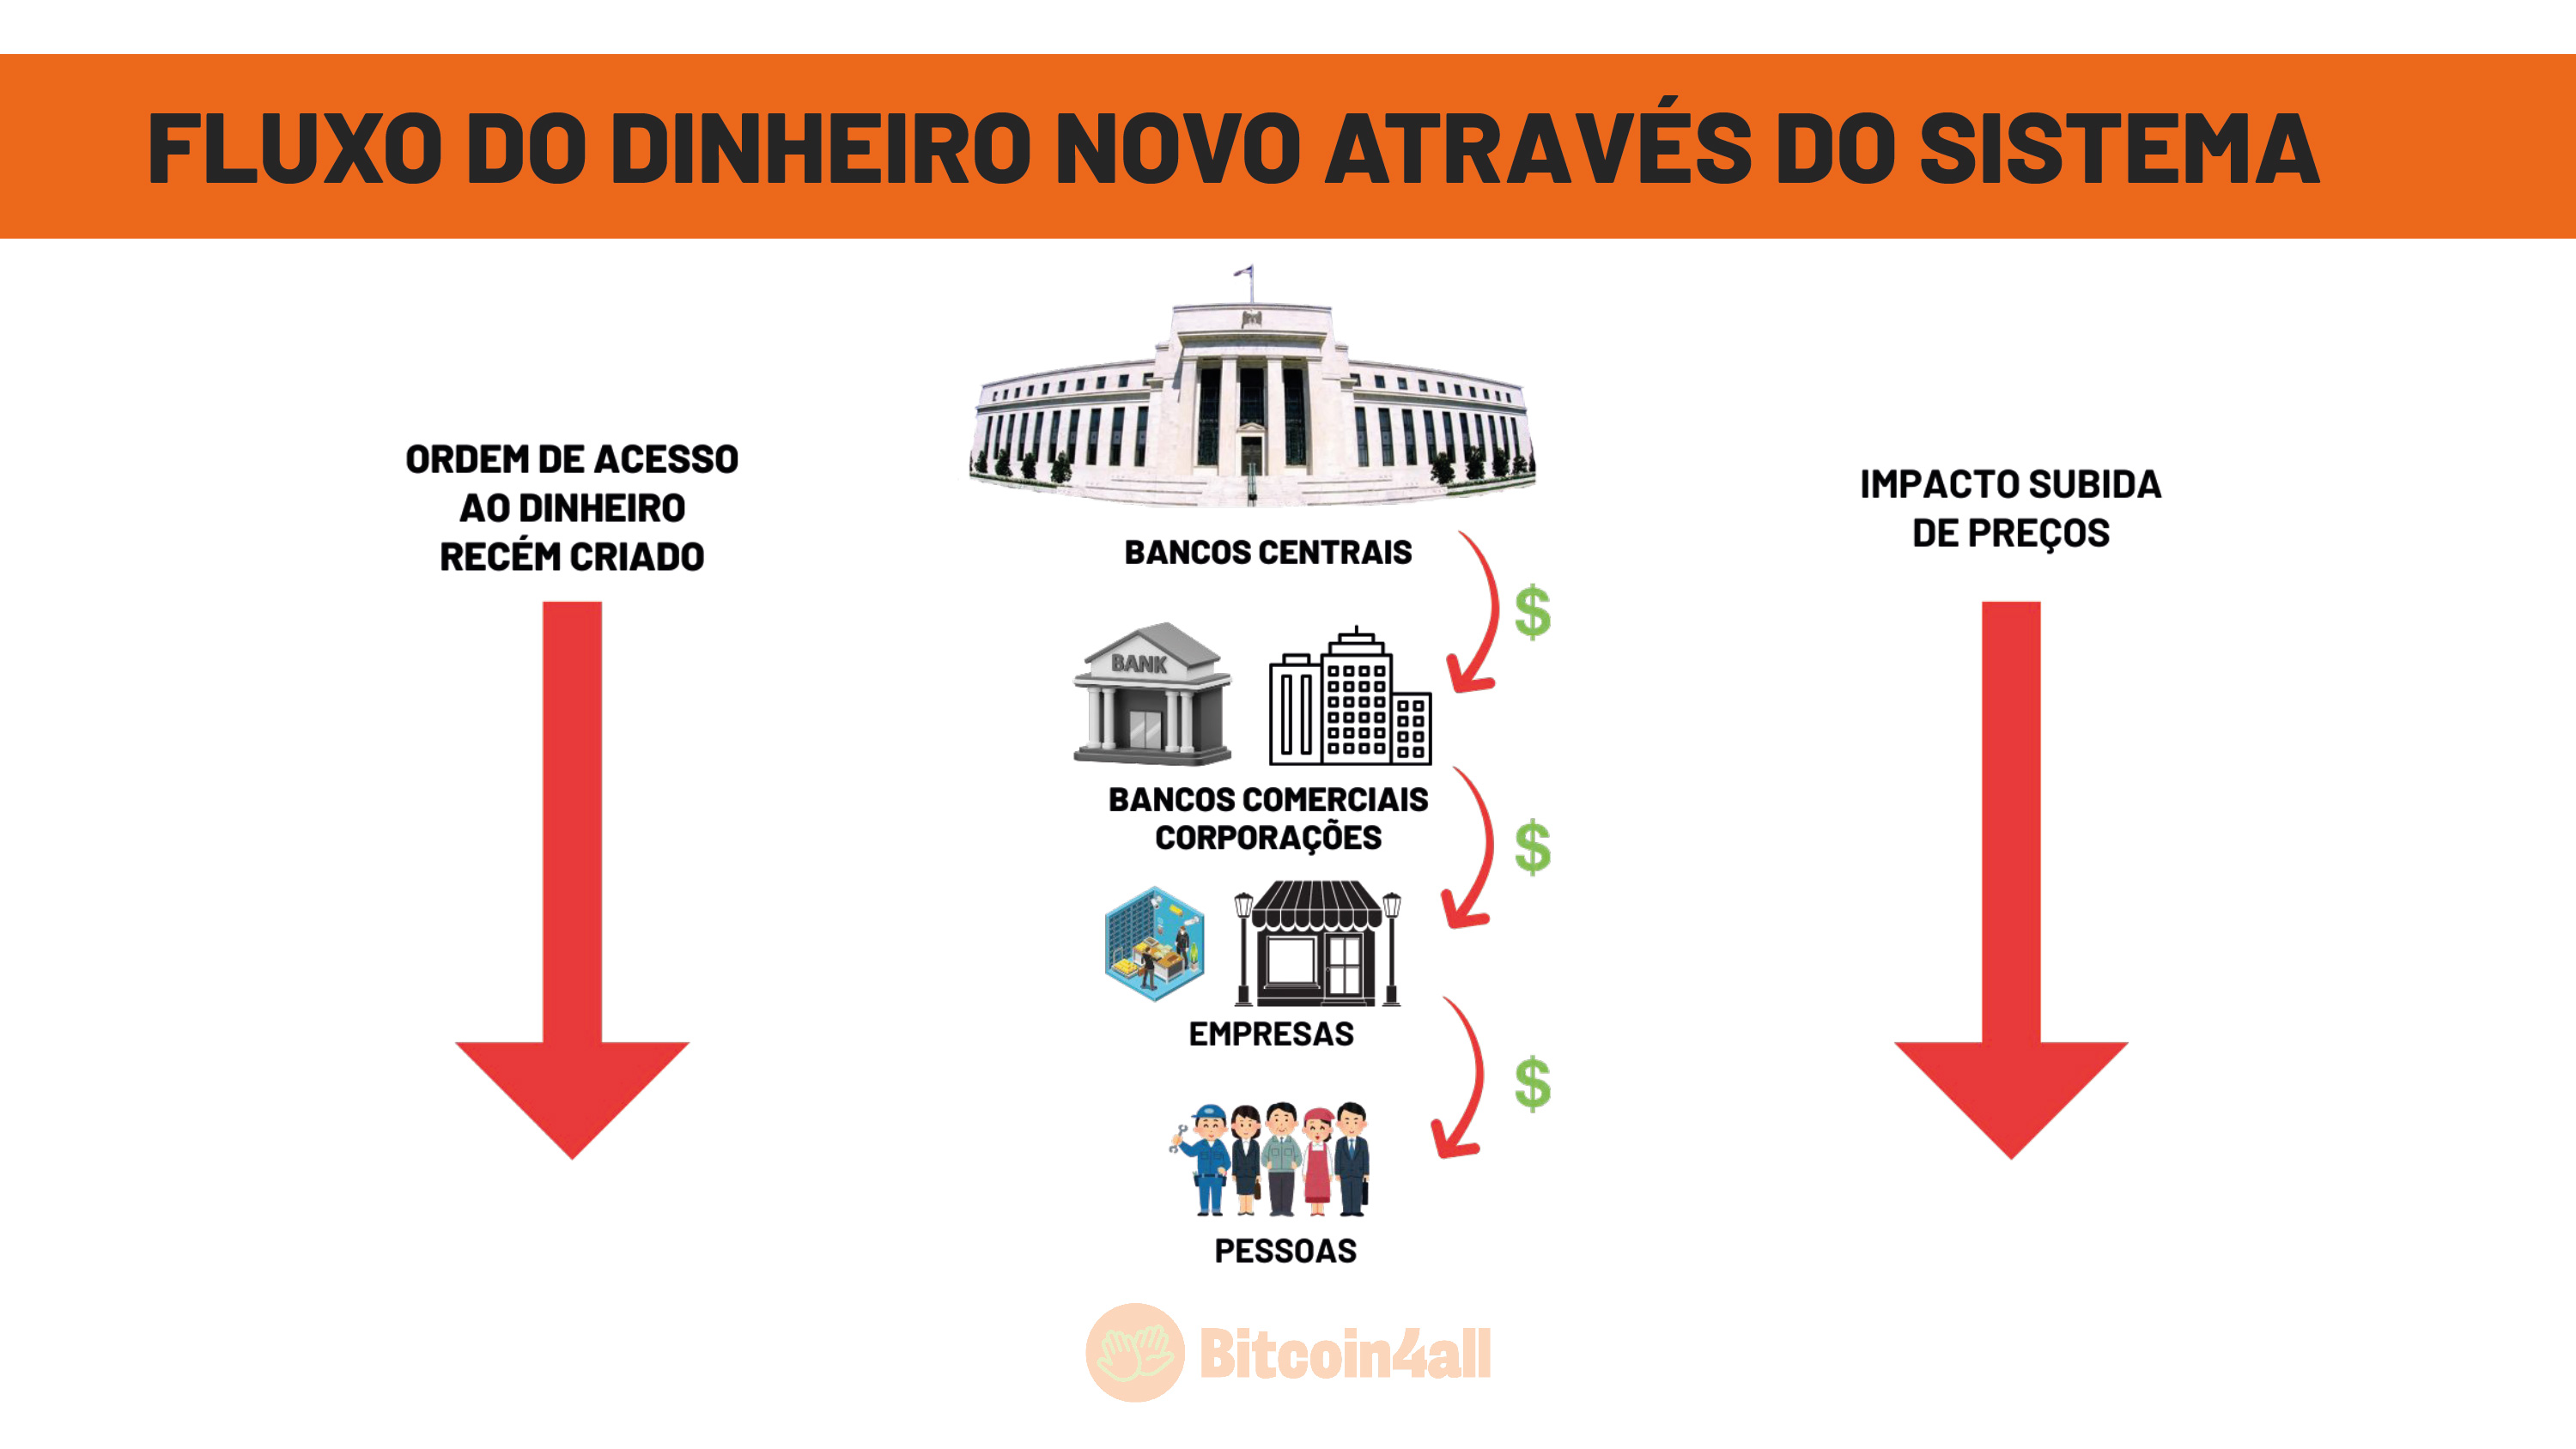 FLUXO DO DINHEIRO NOVO ATRAVÉS DO SISTEMA
ORDEM DE ACESSO
AO DINHEIRO
RECÉM CRIADO
BANCOS CENTRAIS
$
BANK
BANCOS COMERCIAIS
CORPORAÇÕES
$
EMPRESAS
$
PESSOAS
IMPACTO SUBIDA
DE PREÇOS
Bitcoin4all